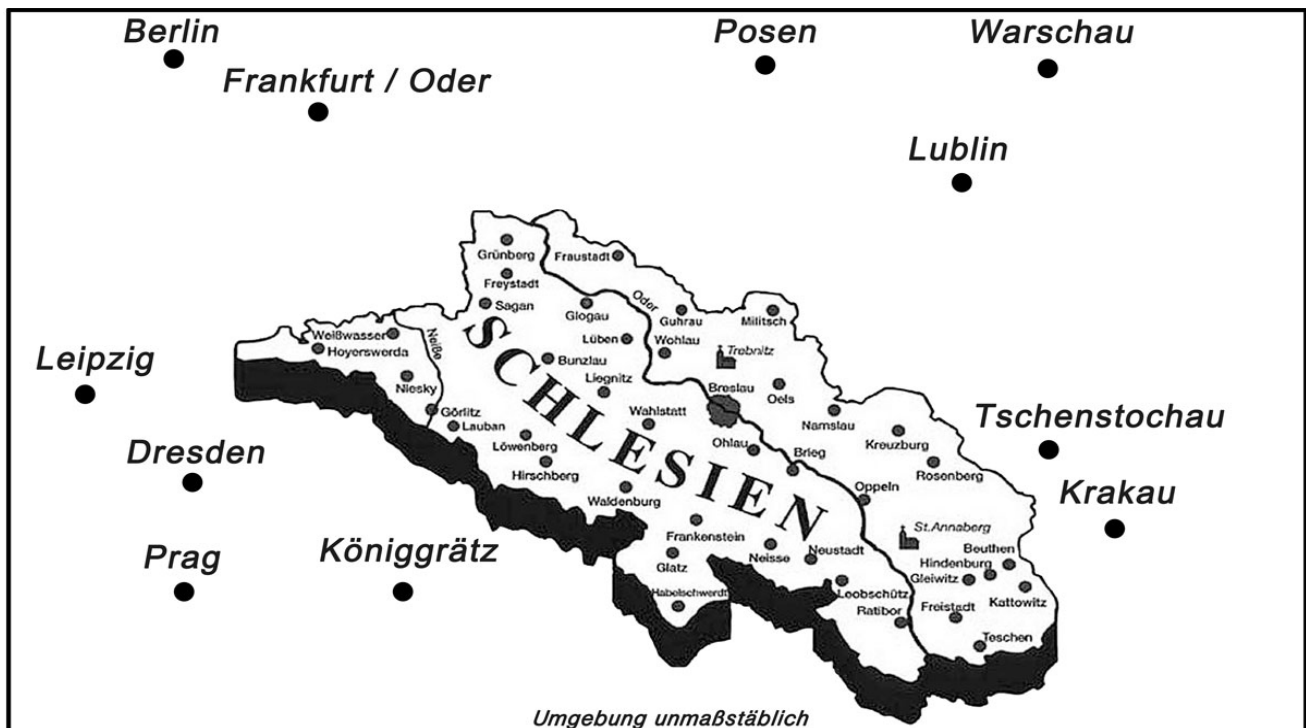 Berlin
Posen
Warschau
Frankfurt / Oder
Lublin
Grünberg
Fraustadt
Freystadt
Sagan
Glogau
Oder
Guhrau
Militsch
Weißwasser
Neiße
Hoyerswerda
Lüben
Wohlau
Trebnitz
Leipzig
Bunzlau
Liegnitz
Niesky
Breslau
Oels
Görlitz
Lauban
Wahlstatt
Namslau
Tschenstochau
SCHLESIEN
Löwenberg
Ohlau
Brieg
Kreuzburg
Dresden
Hirschberg
Rosenberg
Waldenburg
Oppeln
Krakau
Frankenstein
St.Annaberg
Prag
Königgrätz
Glatz
Neisse
Neustadt
Beuthen
Hindenburg
Gleiwitz
Habelschwerdt
Leobschütz
Ratibor
Freistadt
Kattowitz
Teschen
Umgebung unmaßstäblich